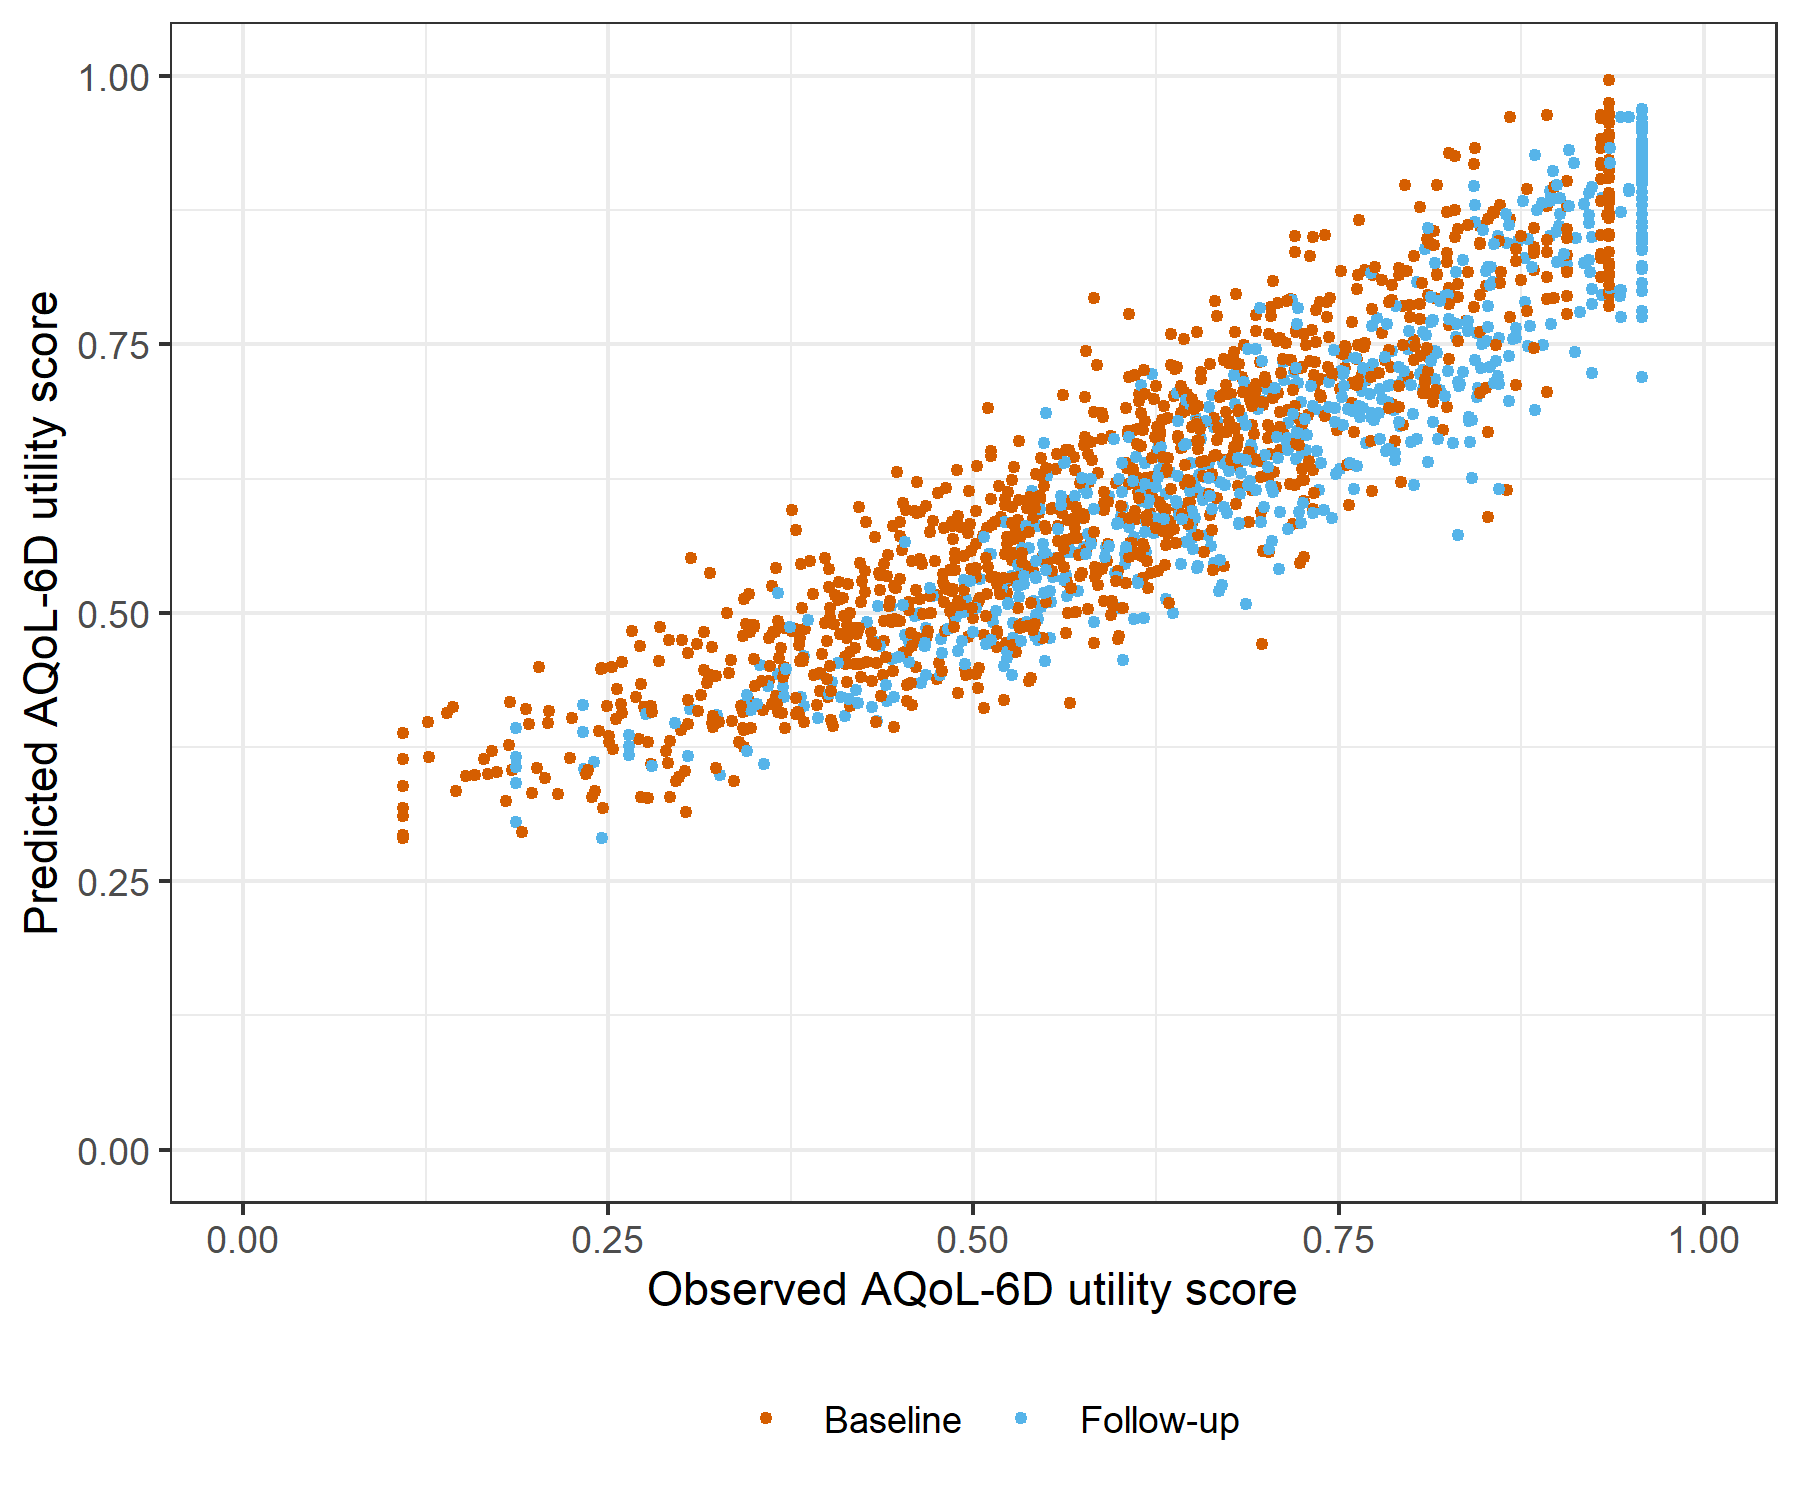 Predicted AQoL-6D utility score
1.00
0.75
0.50
0.25
0.00
0.00 0.25 0.50 0.75 1.00
Observed AQoL-6D utility score
Baseline Follow-up